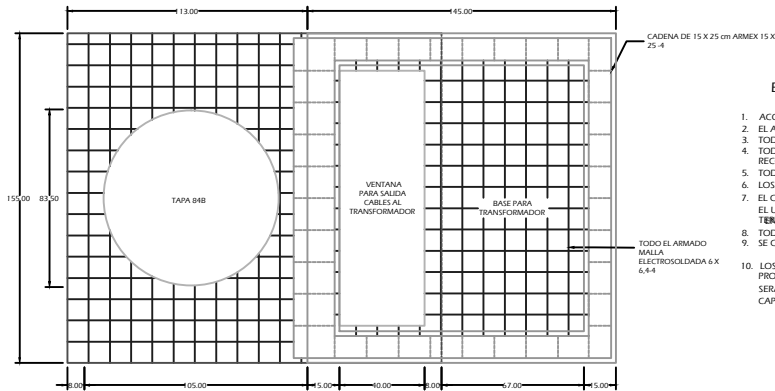 113.00
145.00
CADENA DE 15 X 25 cm ARMEX 15 X
25 -4
155.00
83.50
TAPA 84B
VENTANA
PARA SALIDA
CABLES AL
TRANSFORMADOR
BASE PARA
TRANSFORMADOR
TODO EL ARMADO
MALLA
ELECTROSOLDADA 6 X
6,4-4
8.00
105.00
15.00
40.00
8.00
67.00
15.00
E
1. ACC
2. EL A
3. TOD
4. TOD
REC
5. TOD
6. LOS
7. EL C
EL U
8. TOD
9. SE C
10. LOS
PRO
SERA
CAP